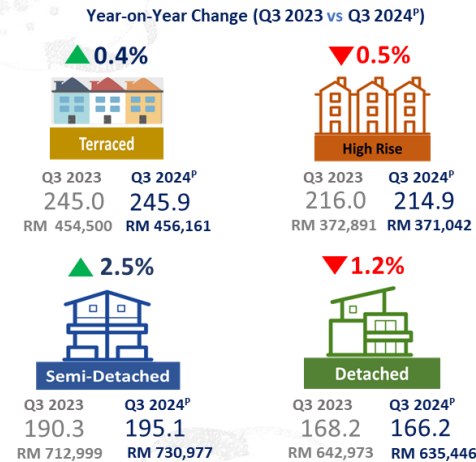 Year-on-Year Change (Q3 2023 vs Q3 2024ᴾ)
▲ 0.4%
Terraced
Q3 2023 Q3 2024ᴾ
245.0 245.9
RM 454,500 RM 456,161
▼ 0.5%
High Rise
Q3 2023 Q3 2024ᴾ
216.0 214.9
RM 372,891 RM 371,042
▲ 2.5%
Semi-Detached
Q3 2023 Q3 2024ᴾ
190.3 195.1
RM 712,999 RM 730,977
▼ 1.2%
Detached
Q3 2023 Q3 2024ᴾ
168.2 166.2
RM 642,973 RM 635,446